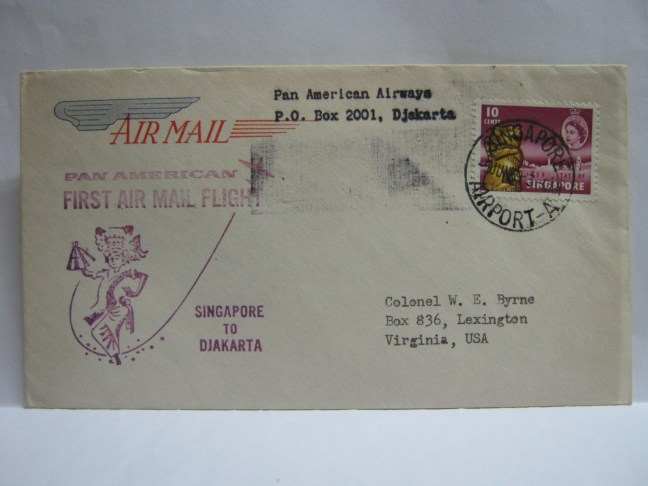 AIR MAIL
Pan American Airways
P.O. Box 2001, Djakarta
PAN AMERICAN
FIRST AIR MAIL FLIGHT
SINGAPORE
TO
DJAKARTA
10
CENTS
SINGAPORE
SINGAPORE
AIRPORT-A
Colonel W. E. Byrne
Box 836, Lexington
Virginia, USA